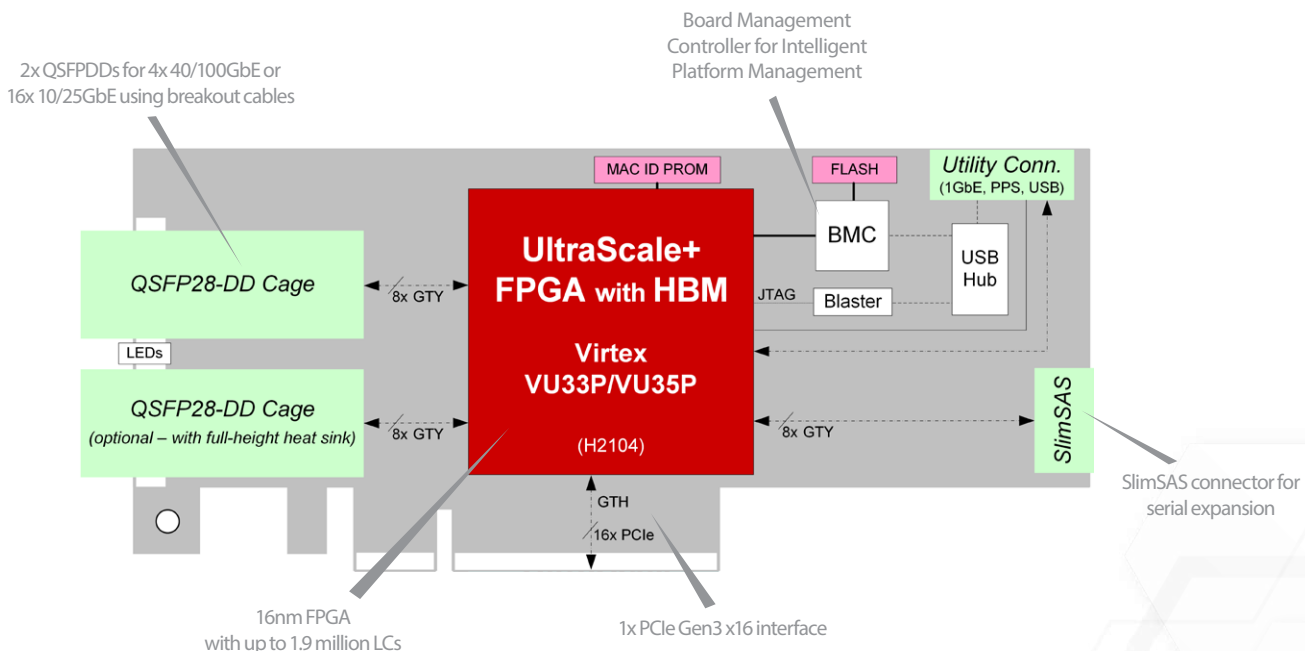 Board Management
Controller for Intelligent
Platform Management
2x QSFPDDs for 4x 40/100GbE or
16x 10/25GbE using breakout cables
MAC ID PROM
FLASH
Utility Conn.
(1GbE, PPS, USB)
UltraScale+
FPGA with HBM
Virtex
VU33P/VU35P
(H2104)
BMC
USB
Hub
JTAG
Blaster
QSFP28-DD Cage
8x GTY
LEDs
QSFP28-DD Cage
(optional – with full-height heat sink)
8x GTY
8x GTY
SlimSAS
SlimSAS connector for
serial expansion
GTH
16x PCIe
16nm FPGA
with up to 1.9 million LCs
1x PCIe Gen3 x16 interface